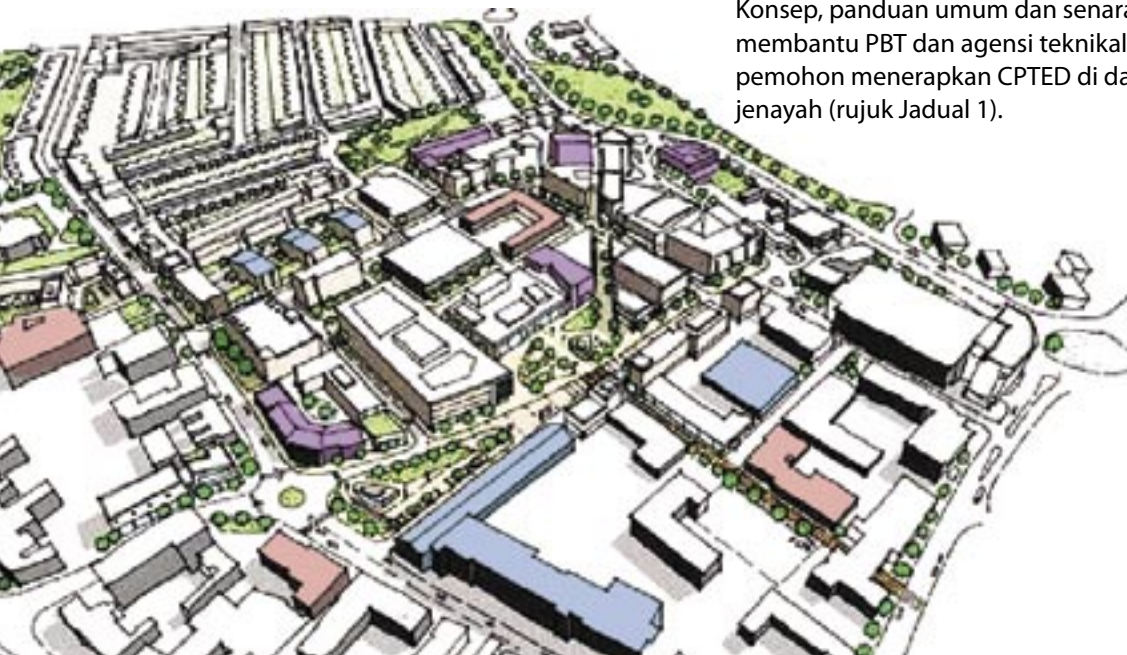 Konsep, panduan umum dan senara
membantu PBT dan agensi teknikal
pemohon menerapkan CPTED di da
jenayah (rujuk Jadual 1).